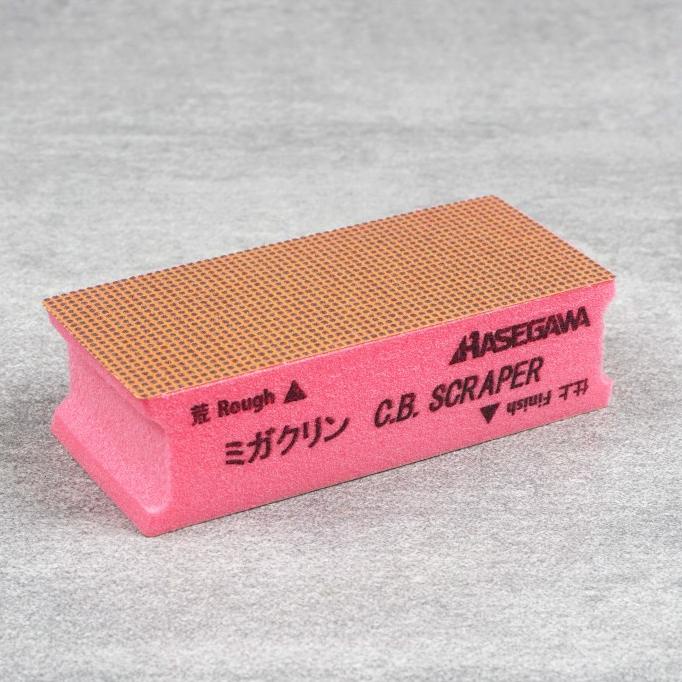 HASEGAWA
荒 Rough ▲
ミガクリン C.B. SCRAPER
仕上 Finish ▲